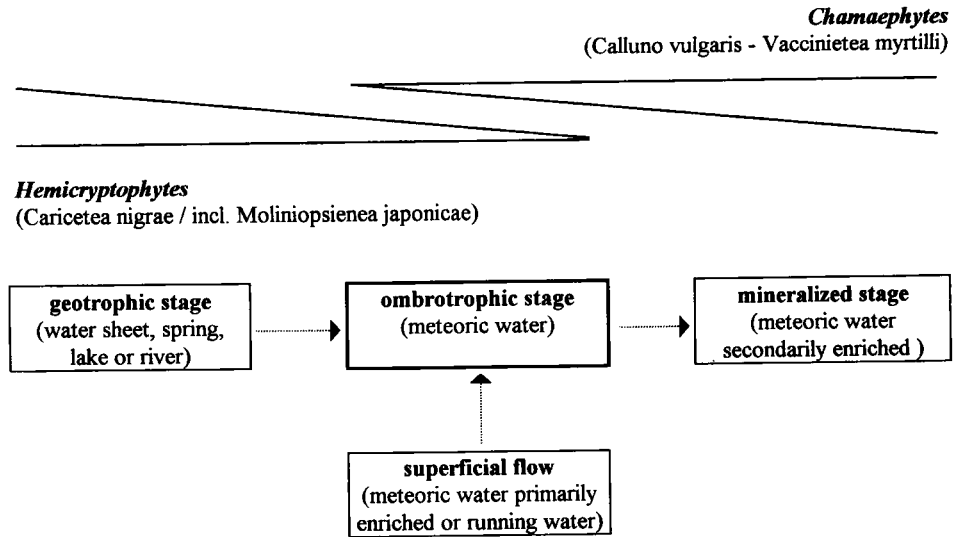 Chamaephytes
(Calluno vulgaris - Vaccinietea myrtilli)
Hemicryptophytes
(Caricetea nigrae / incl. Moliniopsienea japonicae)
geotrophic stage
(water sheet, spring,
lake or river)
ombrotrophic stage
(meteoric water)
mineralized stage
(meteoric water
secondarily enriched )
superficial flow
(meteoric water primarily
enriched or running water)